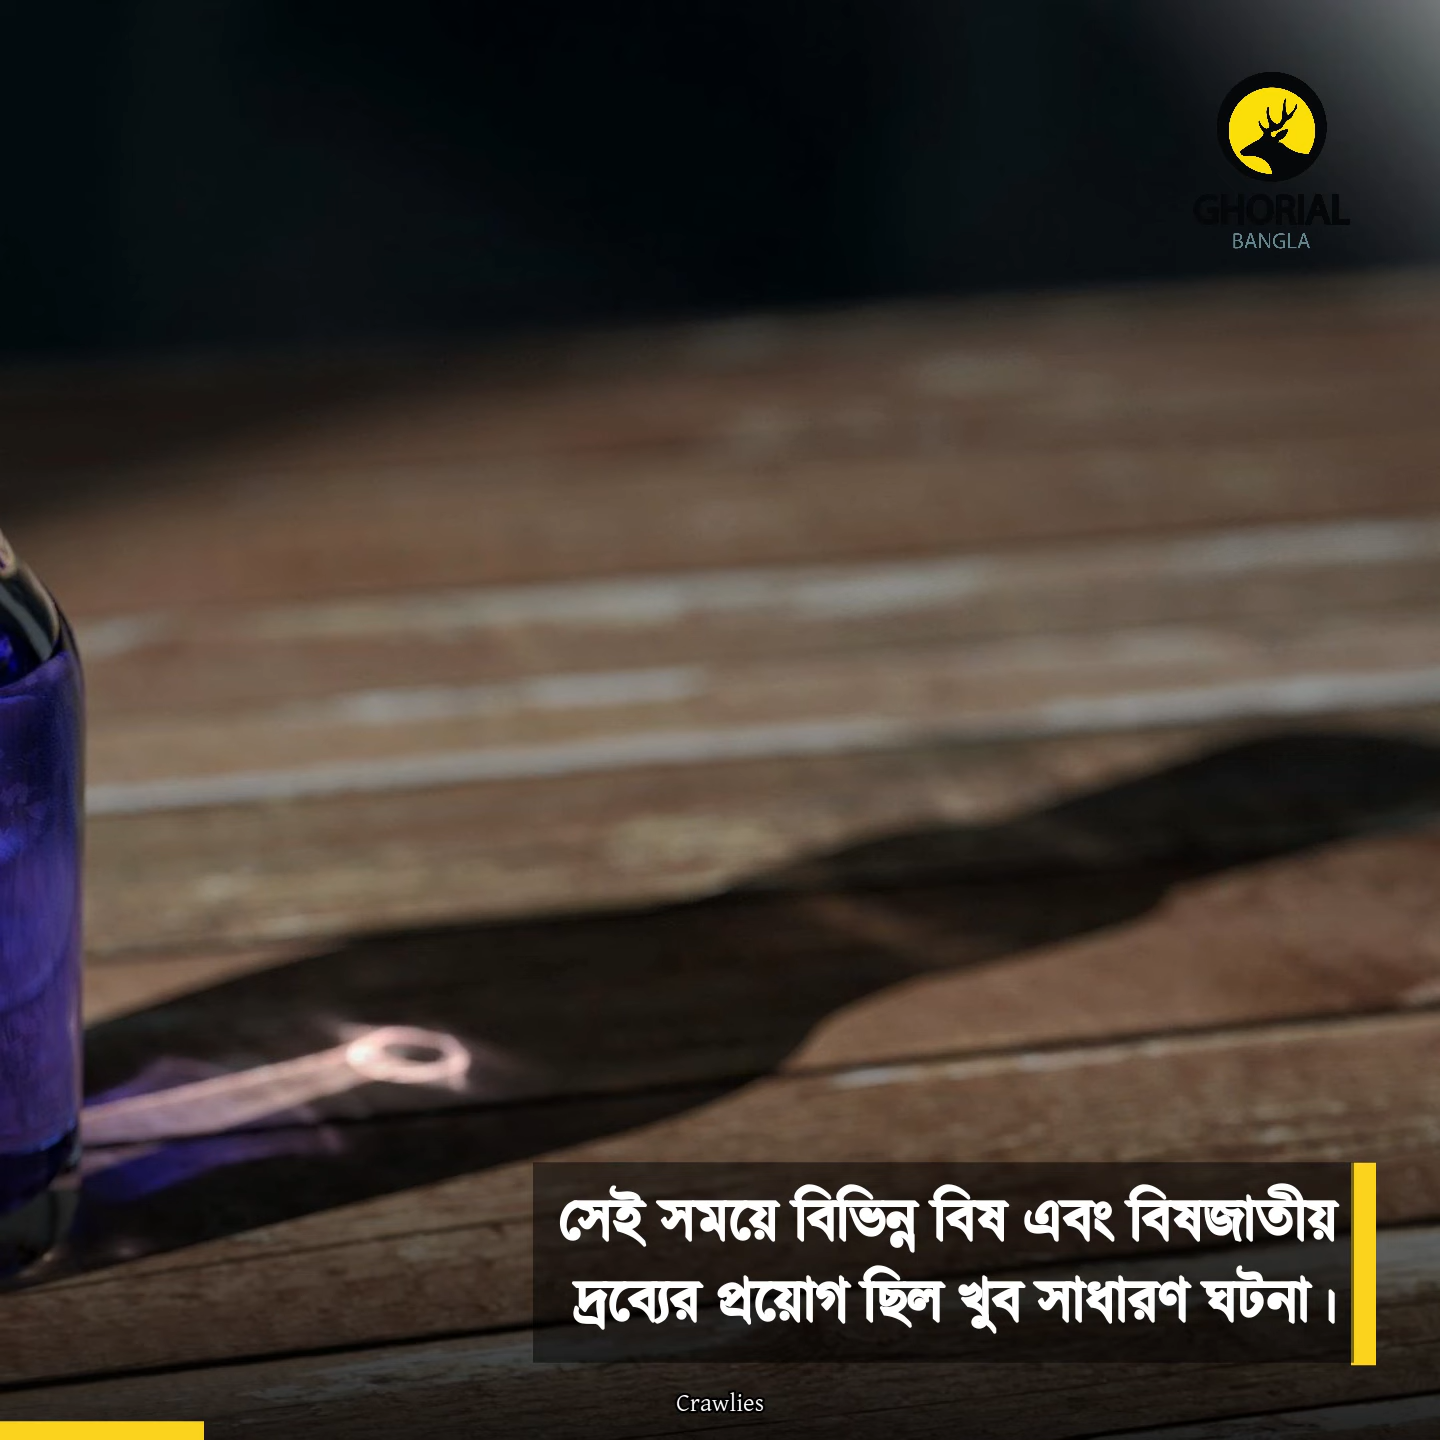 GHORIAL
BANGLA
সেই সময়ে বিভিন্ন বিষ এবং বিষজাতীয়
দ্রব্যের প্রয়োগ ছিল খুব সাধারণ ঘটনা।
Crawlies